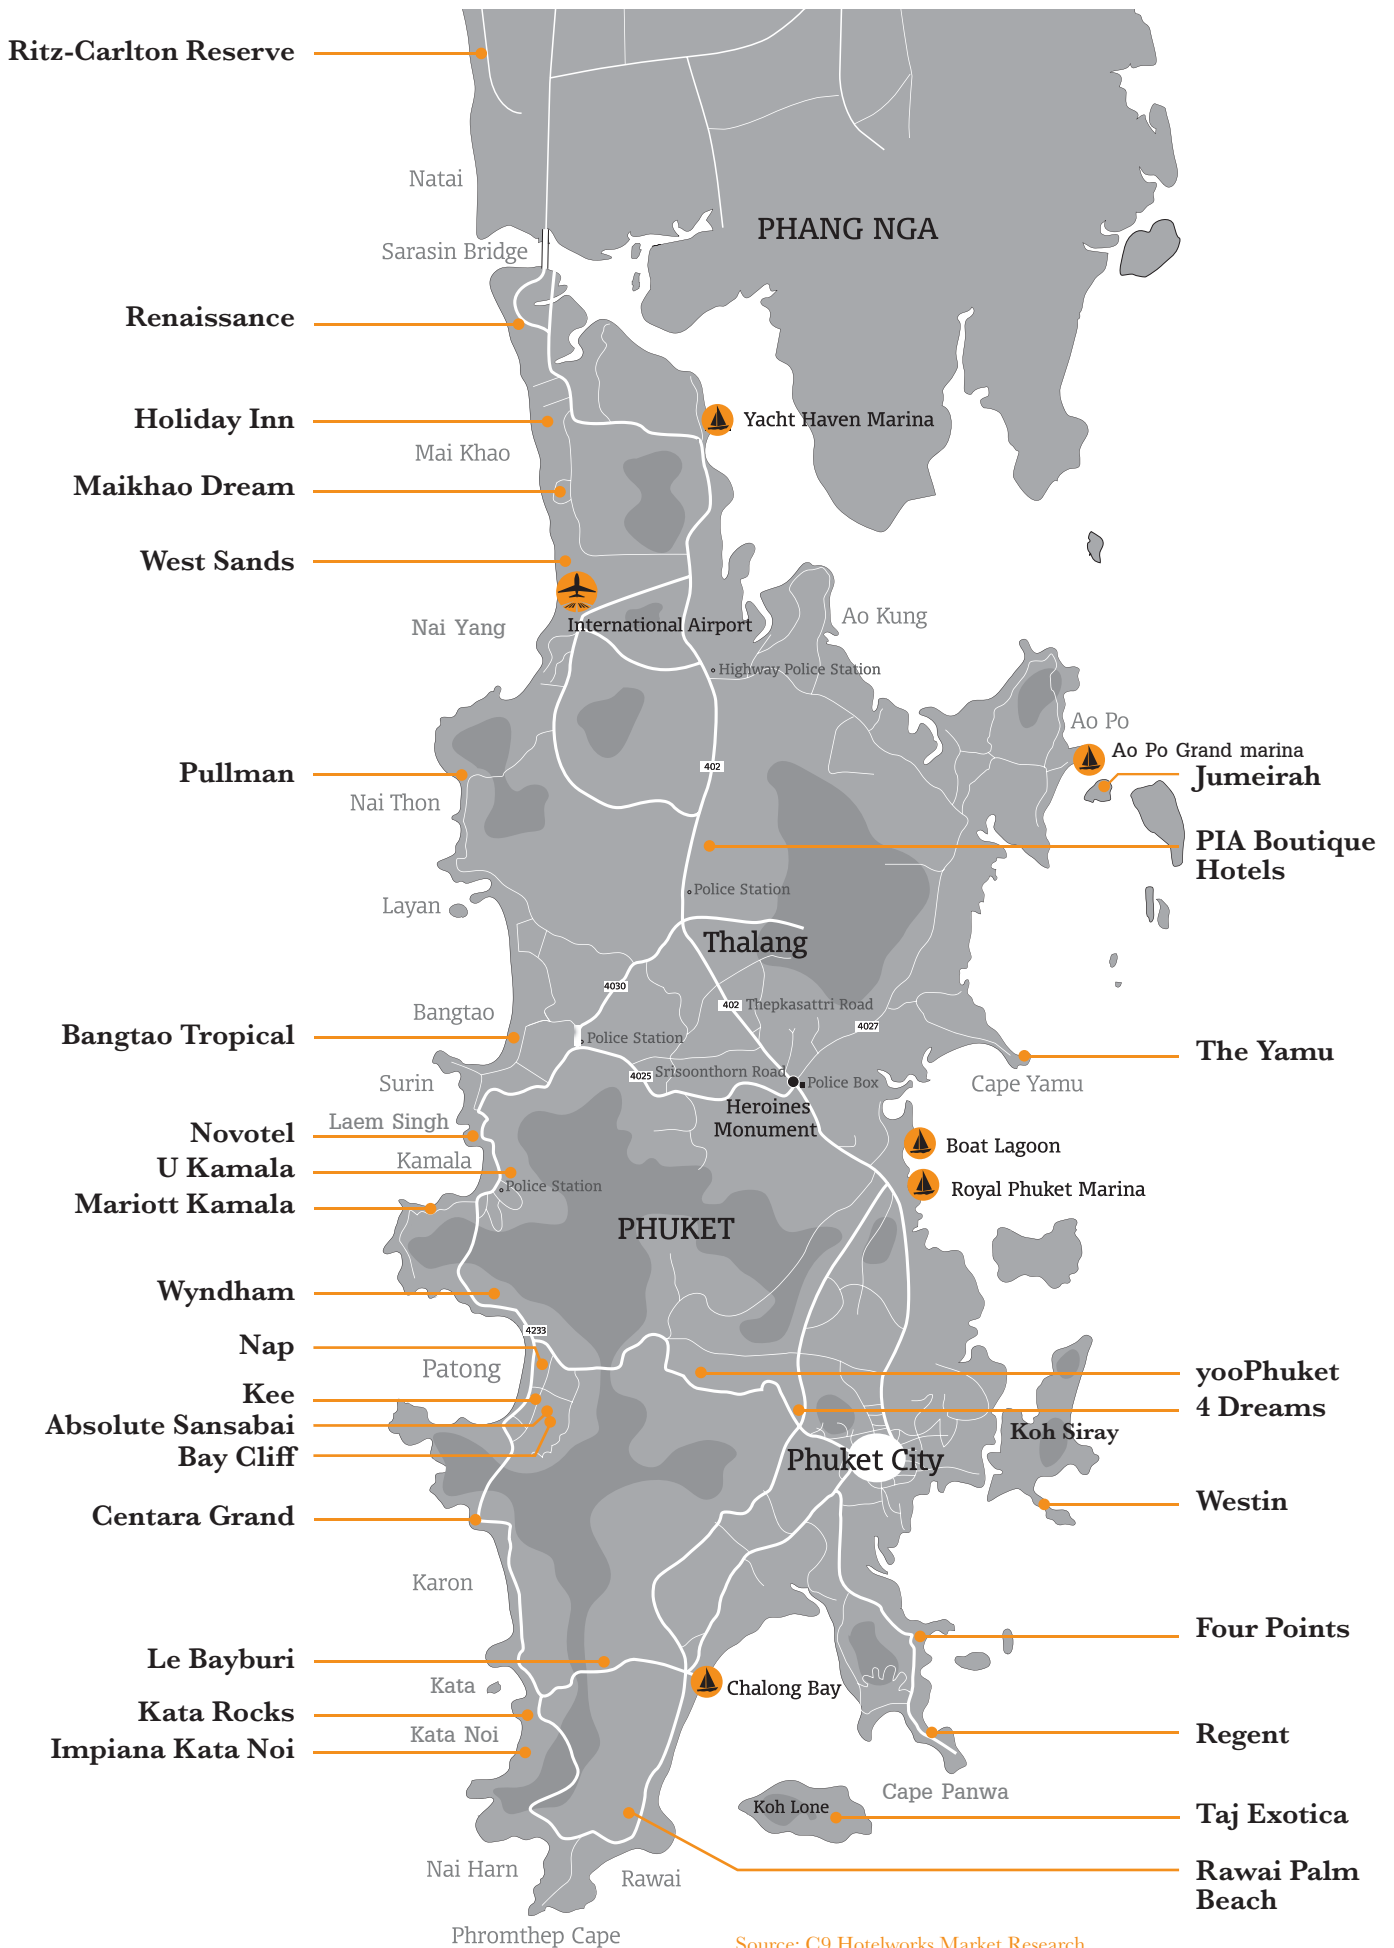 Ritz-Carlton Reserve
Natai
PHANG NGA
Sarasin Bridge
Renaissance
Holiday Inn
Yacht Haven Marina
Mai Khao
Maikhao Dream
West Sands
Ao Kung
International Airport
Nai Yang
Highway Police Station
Ao Po
Ao Po Grand marina
402
Pullman
Jumeirah
Nai Thon
PIA Boutique
Hotels
Police Station
Layan
Thalang
4030
402
Thepkasattri Road
Bangtao
4027
Bangtao Tropical
Police Station
The Yamu
Srisoonthorn Road
4025
Surin
Police Box
Cape Yamu
Heroines
Monument
Laem Singh
Novotel
Boat Lagoon
Kamala
U Kamala
Police Station
Royal Phuket Marina
Mariott Kamala
PHUKET
Wyndham
4233
Nap
Patong
yooPhuket
Kee
4 Dreams
Absolute Sansabai
Koh Siray
Bay Cliff
Phuket City
Westin
Centara Grand
Karon
Four Points
Le Bayburi
Kata
Chalong Bay
Kata Rocks
Kata Noi
Regent
Impiana Kata Noi
Cape Panwa
Koh Lone
Taj Exotica
Nai Harn
Rawai
Rawai Palm
Beach
Phromthep Cape
Source: C9 Hotelworks Market Research